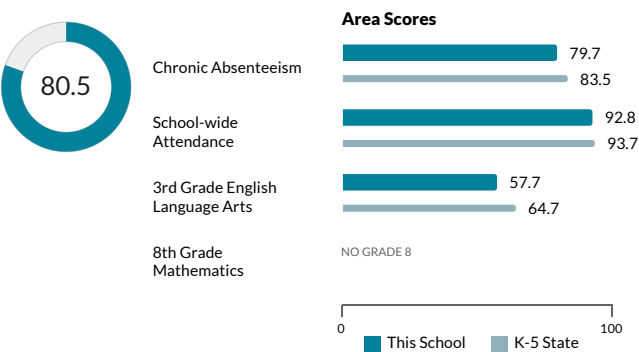 Area Scores
80.5
Chronic Absenteeism
79.7
83.5
School-wide
Attendance
92.8
93.7
3rd Grade English
Language Arts
57.7
64.7
8th Grade
Mathematics
NO GRADE 8
0
100
This School
K-5 State